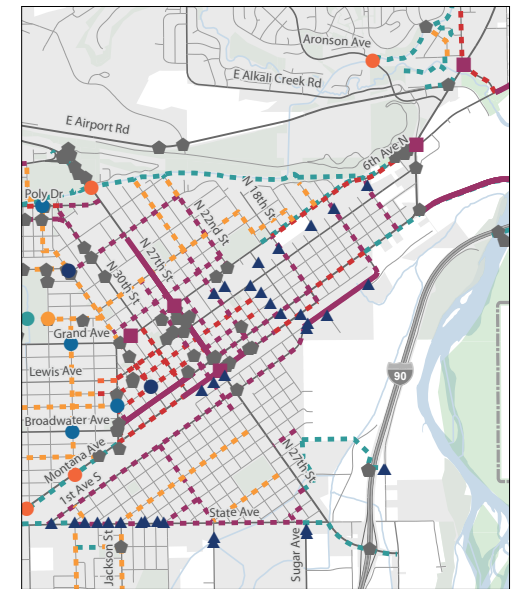 Aronson Ave
E Alkali Creek Rd
E Airport Rd
6th Ave N
Poly Dr
N 18th St
N 22nd St
N 27th St
N 30th St
Grand Ave
90
Lewis Ave
Broadwater Ave
Montana Ave
N 27th St
1st Ave S
State Ave
Jackson St
Sugar Ave